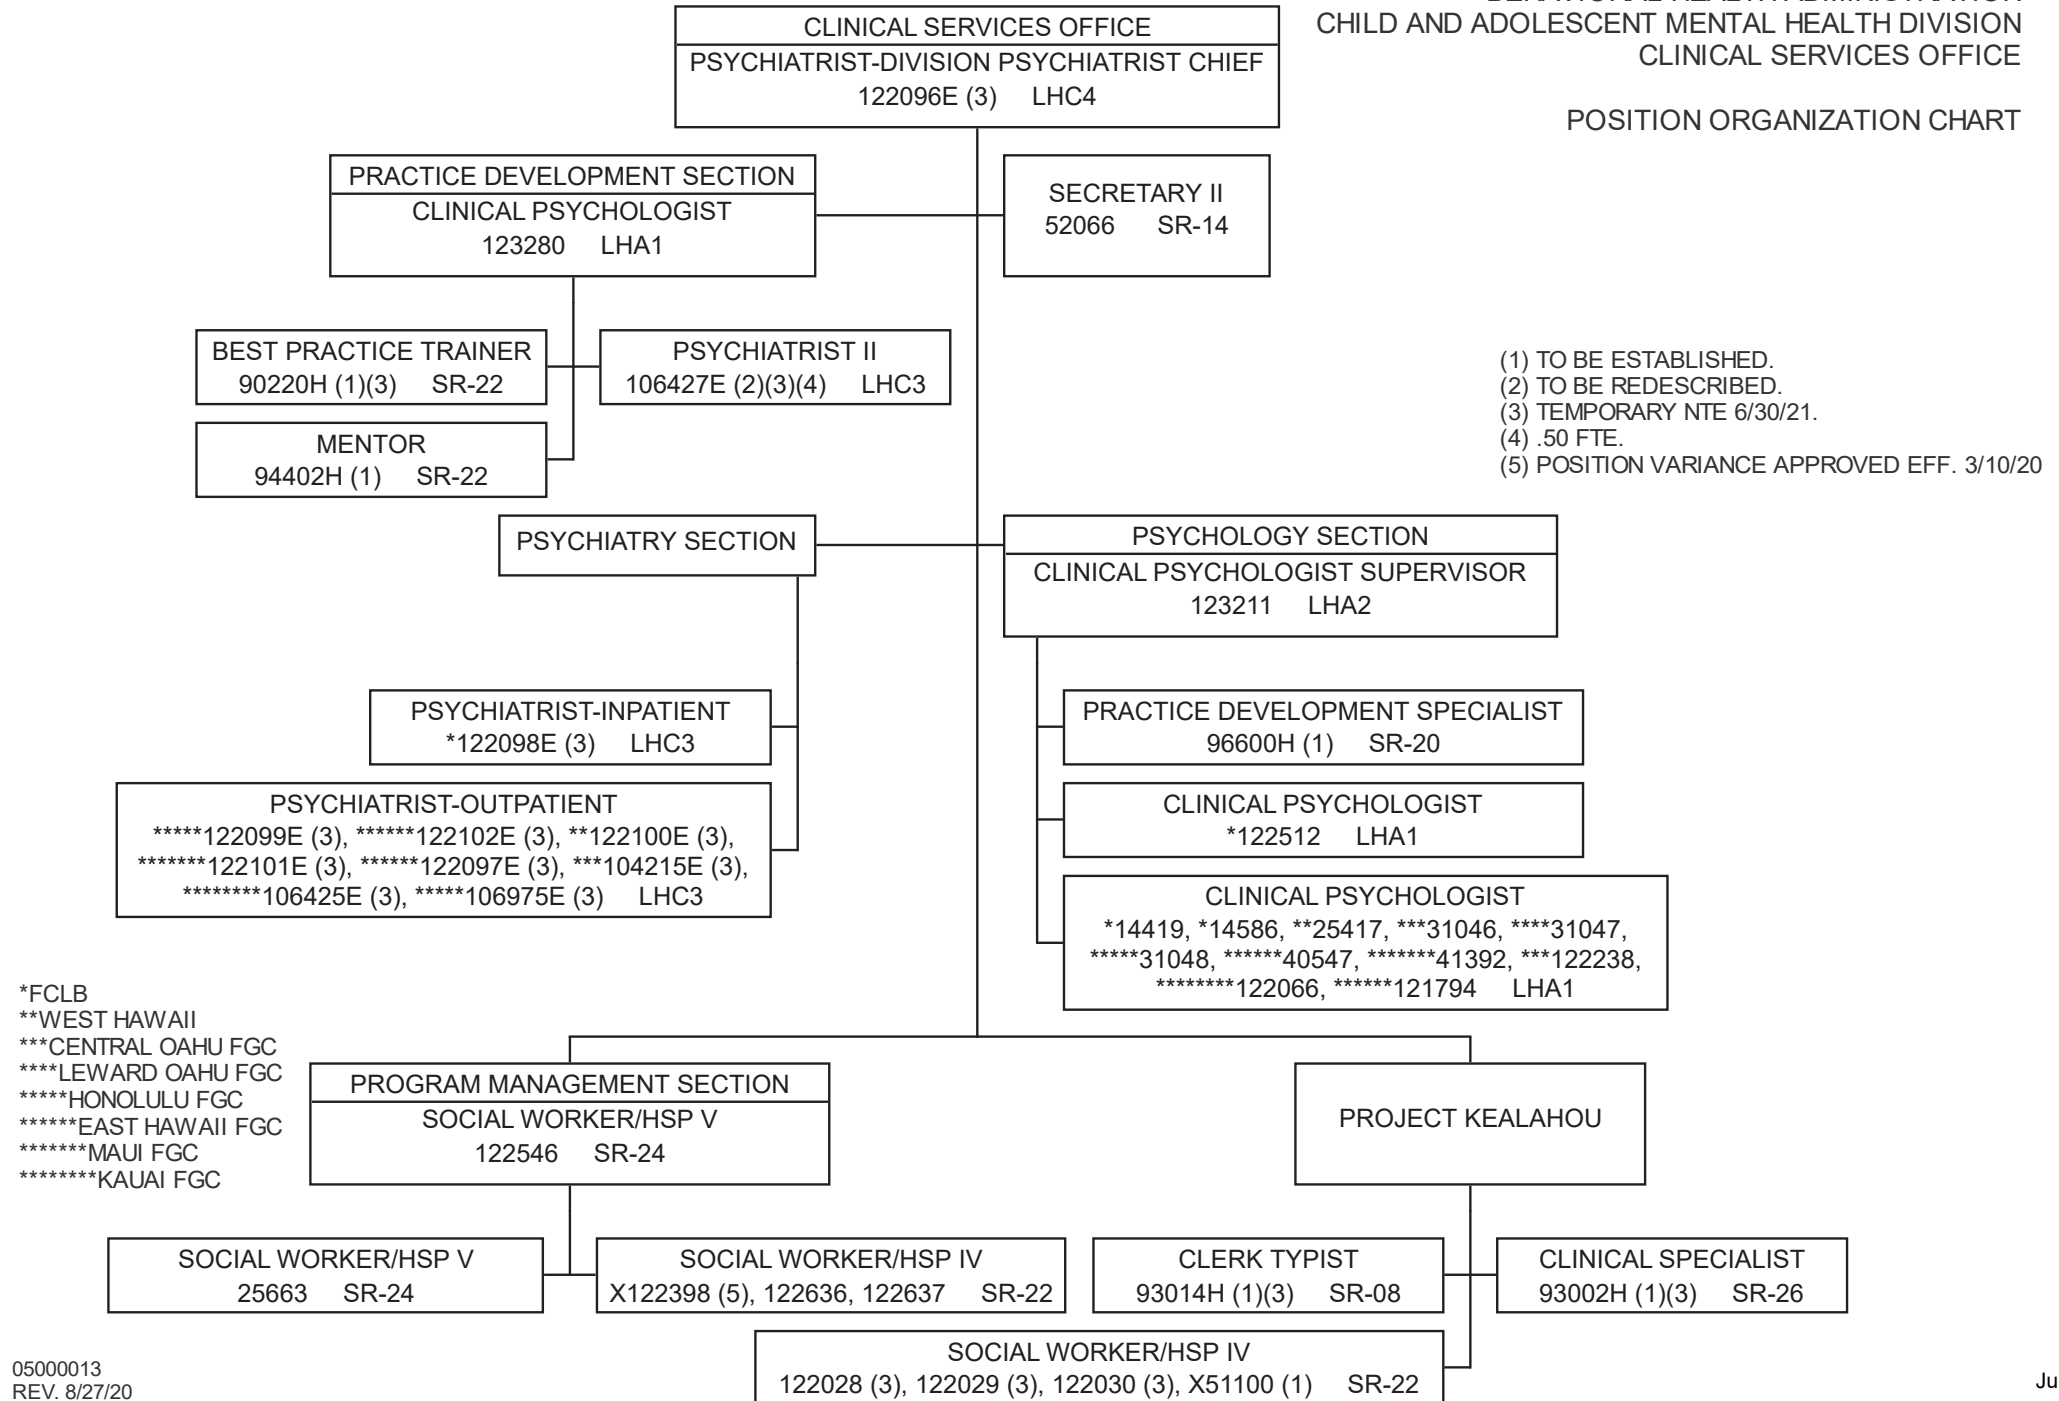 CHILD AND ADOLESCENT MENTAL HEALTH DIVISION
CLINICAL SERVICES OFFICE
POSITION ORGANIZATION CHART
CLINICAL SERVICES OFFICE
PSYCHIATRIST-DIVISION PSYCHIATRIST CHIEF
122096E (3) LHC4
PRACTICE DEVELOPMENT SECTION
CLINICAL PSYCHOLOGIST
123280 LHA1
SECRETARY II
52066 SR-14
BEST PRACTICE TRAINER
90220H (1)(3) SR-22
PSYCHIATRIST II
106427E (2)(3)(4) LHC3
MENTOR
94402H (1) SR-22
(1) TO BE ESTABLISHED.
(2) TO BE REDESCRIBED.
(3) TEMPORARY NTE 6/30/21.
(4) .50 FTE.
(5) POSITION VARIANCE APPROVED EFF. 3/10/20
PSYCHIATRY SECTION
PSYCHOLOGY SECTION
CLINICAL PSYCHOLOGIST SUPERVISOR
123211 LHA2
PSYCHIATRIST-INPATIENT
*122098E (3) LHC3
PSYCHIATRIST-OUTPATIENT
*****122099E (3), ******122102E (3), **122100E (3),
*******122101E (3), ******122097E (3), ***104215E (3),
********106425E (3), *****106975E (3) LHC3
PRACTICE DEVELOPMENT SPECIALIST
96600H (1) SR-20
CLINICAL PSYCHOLOGIST
*122512 LHA1
CLINICAL PSYCHOLOGIST
*14419, *14586, **25417, ***31046, ****31047,
*****31048, ******40547, *******41392, ***122238,
********122066, ******121794 LHA1
*FCLB
**WEST HAWAII
***CENTRAL OAHU FGC
****LEWARD OAHU FGC
*****HONOLULU FGC
******EAST HAWAII FGC
*******MAUI FGC
********KAUAI FGC
PROGRAM MANAGEMENT SECTION
SOCIAL WORKER/HSP V
122546 SR-24
PROJECT KEALAHOU
SOCIAL WORKER/HSP V
25663 SR-24
SOCIAL WORKER/HSP IV
X122398 (5), 122636, 122637 SR-22
CLERK TYPIST
93014H (1)(3) SR-08
CLINICAL SPECIALIST
93002H (1)(3) SR-26
SOCIAL WORKER/HSP IV
122028 (3), 122029 (3), 122030 (3), X51100 (1) SR-22
05000013
REV. 8/27/20
Ju